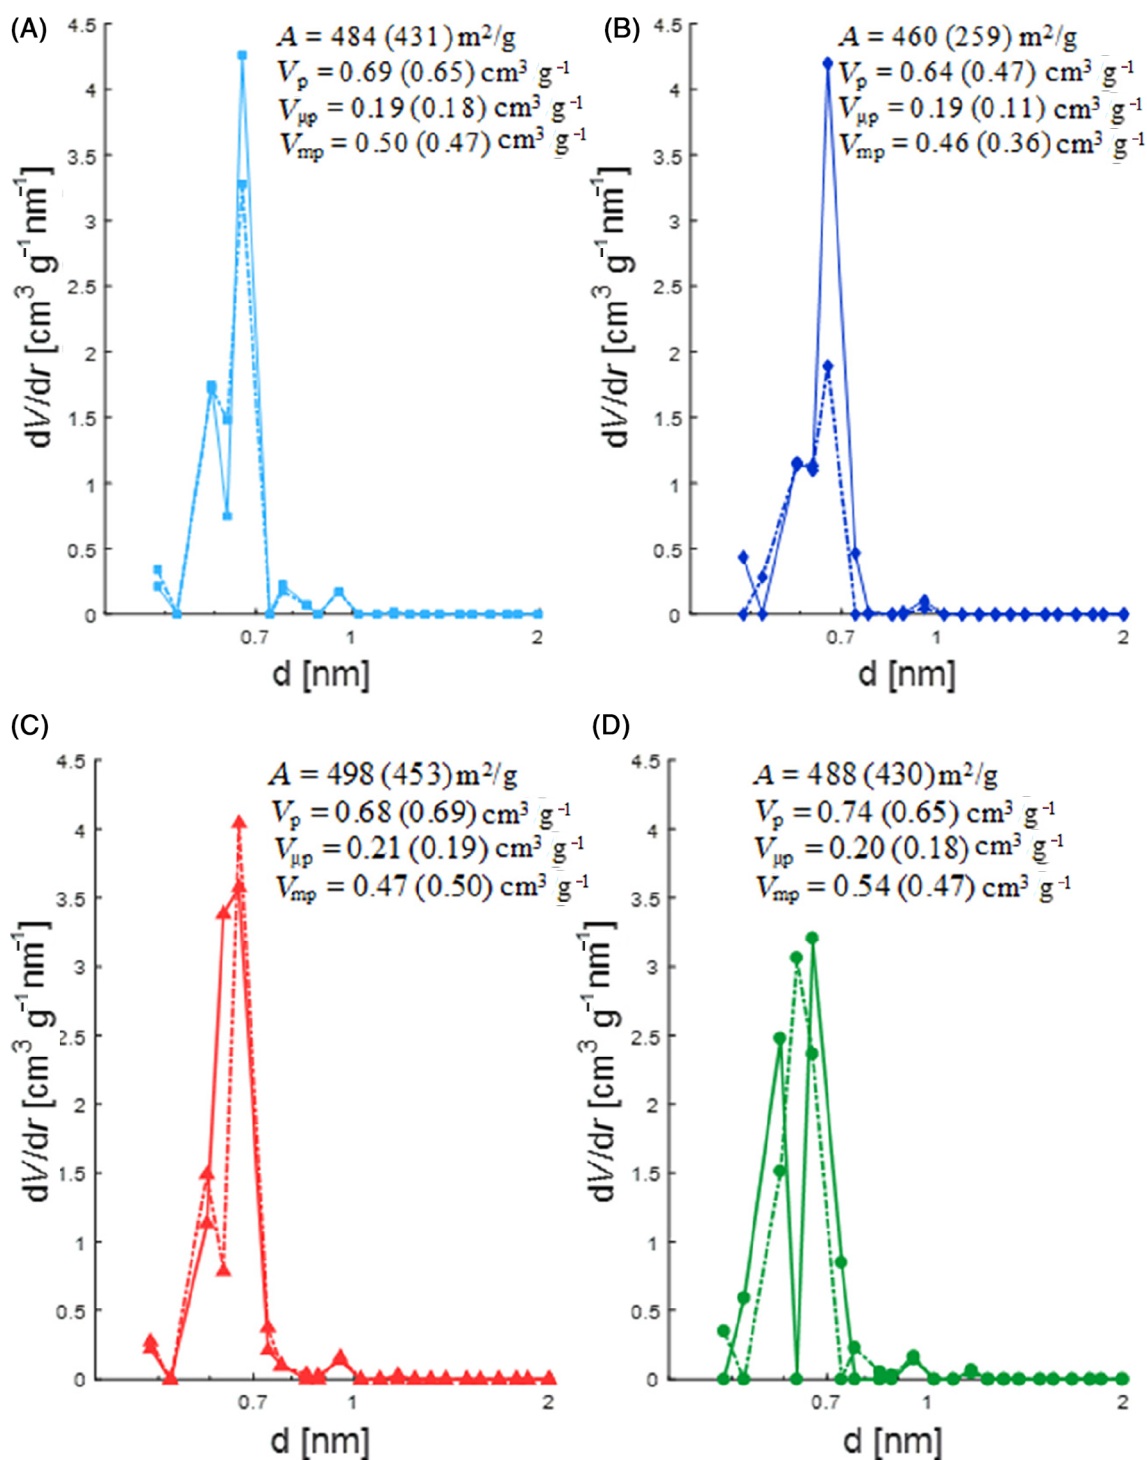 (A)
A = 484 (431) m²/g
Vp = 0.69 (0.65) cm³ g⁻¹
Vμp = 0.19 (0.18) cm³ g⁻¹
Vmp = 0.50 (0.47) cm³ g⁻¹
4.5
4
3.5
3
2.5
2
1.5
1
0.5
0
dV/dr [cm³ g⁻¹nm⁻¹]
0.7
1
2
d [nm]
(B)
A = 460 (259) m²/g
Vp = 0.64 (0.47) cm³ g⁻¹
Vμp = 0.19 (0.11) cm³ g⁻¹
Vmp = 0.46 (0.36) cm³ g⁻¹
4.5
4
3.5
3
2.5
2
1.5
1
0.5
0
dV/dr [cm³ g⁻¹nm⁻¹]
0.7
1
2
d [nm]
(C)
A = 498 (453) m²/g
Vp = 0.68 (0.69) cm³ g⁻¹
Vμp = 0.21 (0.19) cm³ g⁻¹
Vmp = 0.47 (0.50) cm³ g⁻¹
4.5
4
3.5
3
2.5
2
1.5
1
0.5
0
dV/dr [cm³ g⁻¹nm⁻¹]
0.7
1
2
d [nm]
(D)
A = 488 (430) m²/g
Vp = 0.74 (0.65) cm³ g⁻¹
Vμp = 0.20 (0.18) cm³ g⁻¹
Vmp = 0.54 (0.47) cm³ g⁻¹
4.5
4
3.5
3
2.5
2
1.5
1
0.5
0
dV/dr [cm³ g⁻¹nm⁻¹]
0.7
1
2
d [nm]